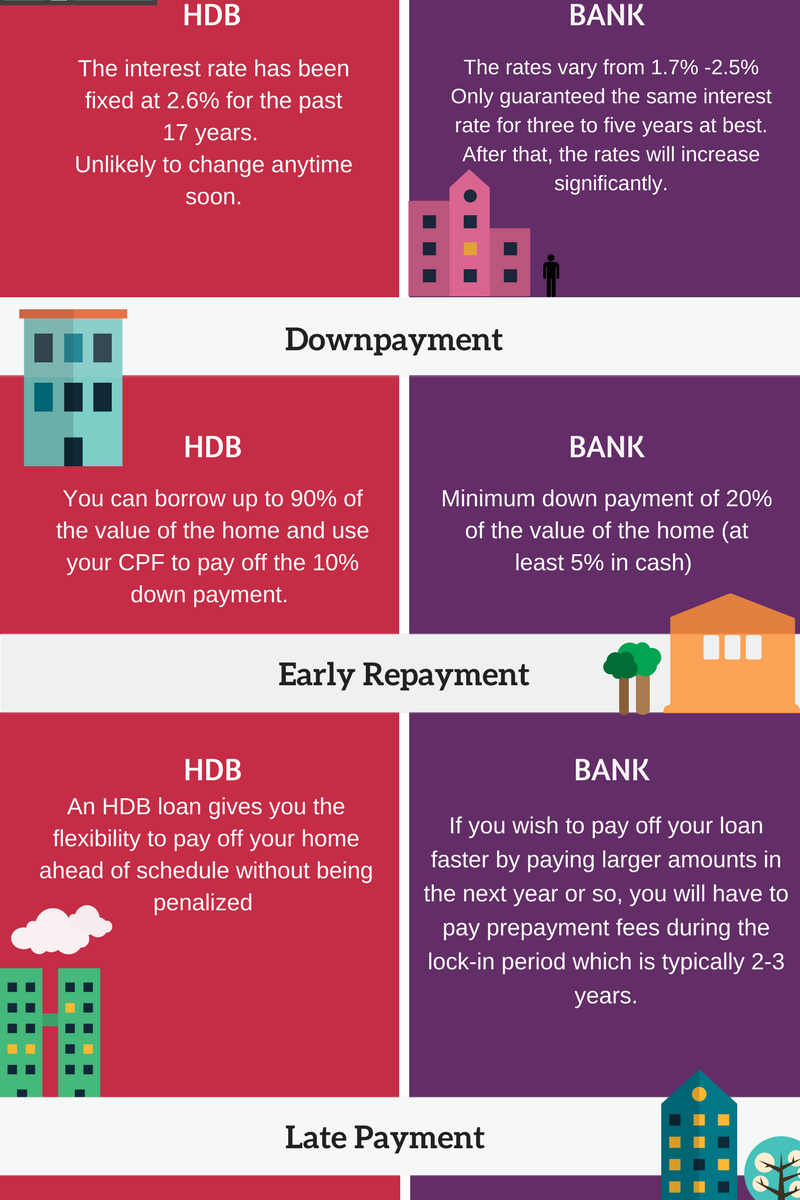 HDB
The interest rate has been
fixed at 2.6% for the past
17 years.
Unlikely to change anytime
soon.
BANK
The rates vary from 1.7% -2.5%
Only guaranteed the same interest
rate for three to five years at best.
After that, the rates will increase
significantly.
Downpayment
HDB
You can borrow up to 90% of
the value of the home and use
your CPF to pay off the 10%
down payment.
BANK
Minimum down payment of 20%
of the value of the home (at
least 5% in cash)
Early Repayment
HDB
An HDB loan gives you the
flexibility to pay off your home
ahead of schedule without being
penalized
BANK
If you wish to pay off your loan
faster by paying larger amounts in
the next year or so, you will have to
pay prepayment fees during the
lock-in period which is typically 2-3
years.
Late Payment